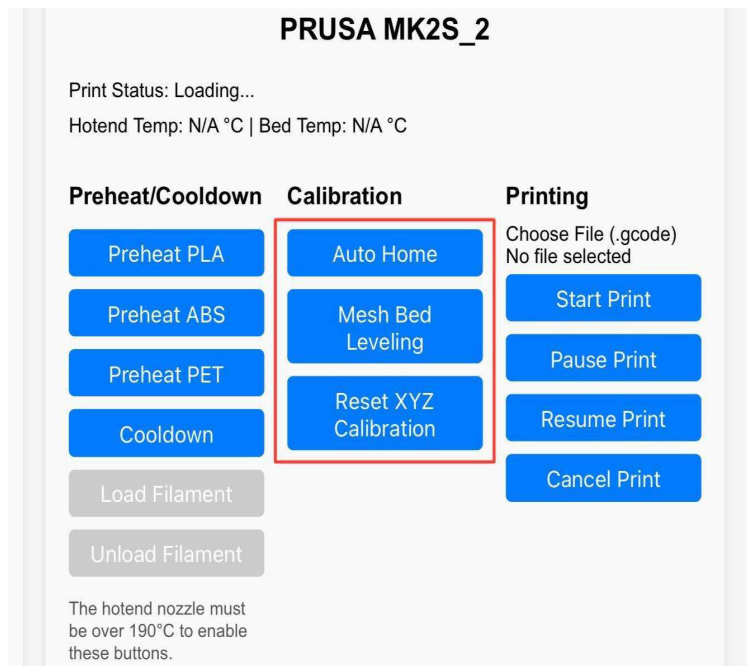 PRUSA MK2S_2
Print Status: Loading...
Hotend Temp: N/A °C | Bed Temp: N/A °C
Preheat/Cooldown
Preheat PLA
Preheat ABS
Preheat PET
Cooldown
Load Filament
Unload Filament
The hotend nozzle must
be over 190°C to enable
these buttons.
Calibration
Auto Home
Mesh Bed
Leveling
Reset XYZ
Calibration
Printing
Choose File (.gcode)
No file selected
Start Print
Pause Print
Resume Print
Cancel Print